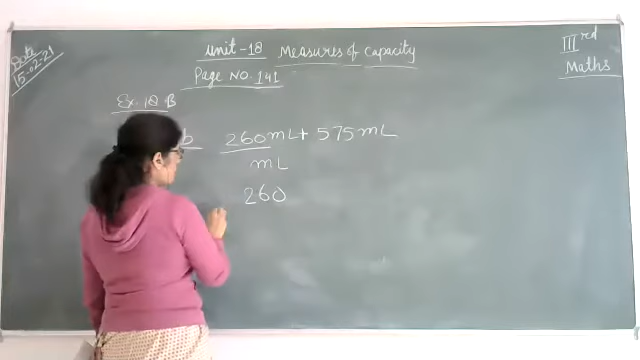 Date
15-02-21
unit-18 Measures of Capacity
Page No. 141
III rd
Maths
Ex. 18 B
b 260 mL + 575 mL
mL
260